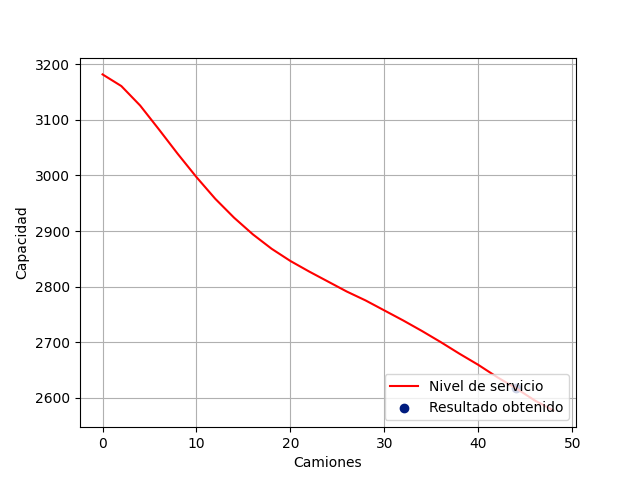 3200
3100
3000
2900
2800
2700
2600
Capacidad
Nivel de servicio
Resultado obtenido
0 10 20 30 40 50
Camiones